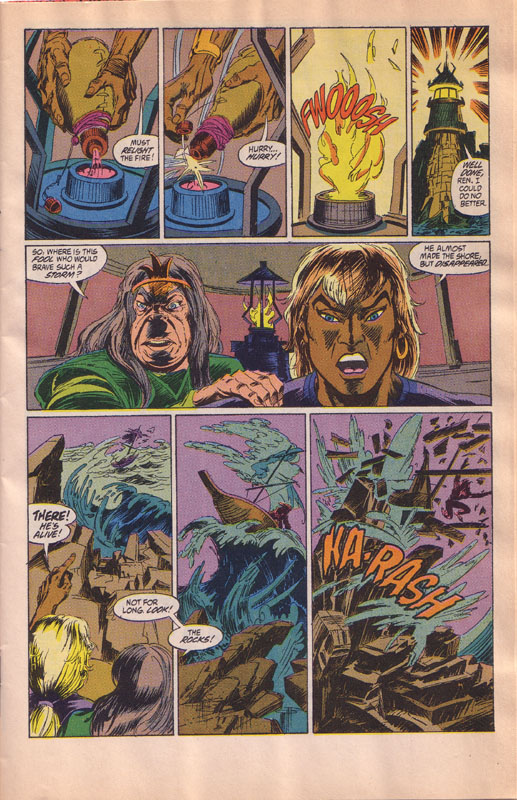 MUST
RELIGHT
THE FIRE!
HURRY...
HURRY!
FWOOOSH
WELL
DONE,
REN. I
COULD
DO NO
BETTER.
SO: WHERE IS THIS
FOOL WHO WOULD
BRAVE SUCH A
STORM?
HE ALMOST
MADE THE SHORE,
BUT DISAPPEARED.
THERE!
HE'S
ALIVE!
NOT FOR
LONG. LOOK!
THE
ROCKS!
KA-RASH